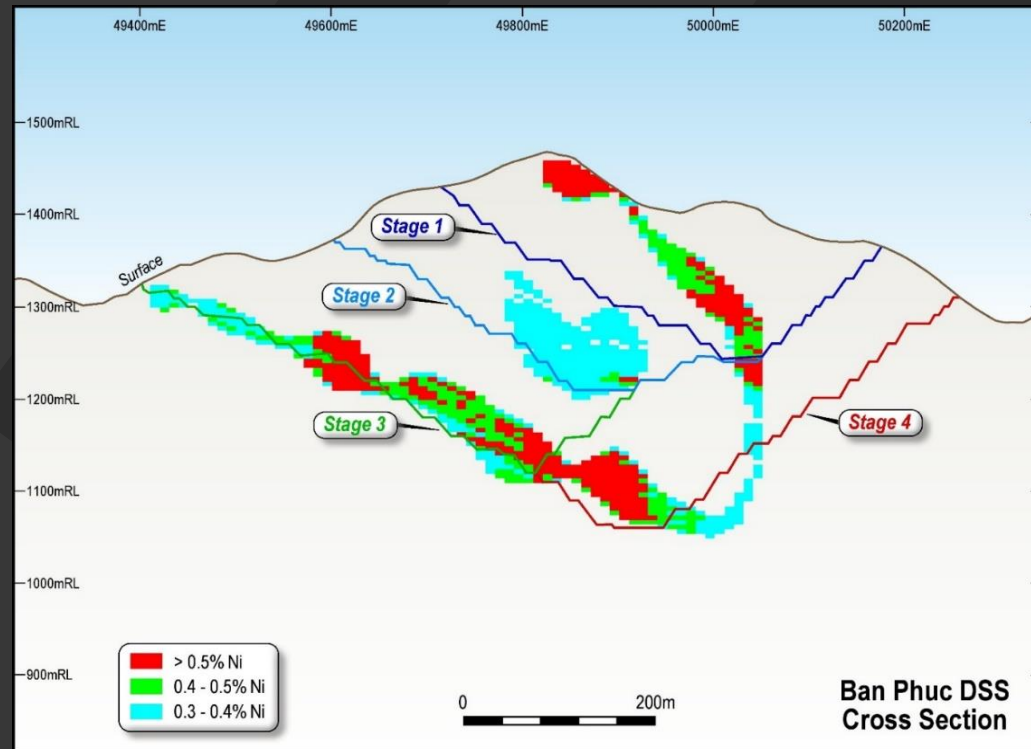 49400mE
49600mE
49800mE
50000mE
50200mE
1500mRL
1400mRL
Stage 1
Surface
Stage 2
1300mRL
1200mRL
Stage 3
Stage 4
1100mRL
1000mRL
900mRL
> 0.5% Ni
0.4 - 0.5% Ni
0.3 - 0.4% Ni
0
200m
Ban Phuc DSS
Cross Section